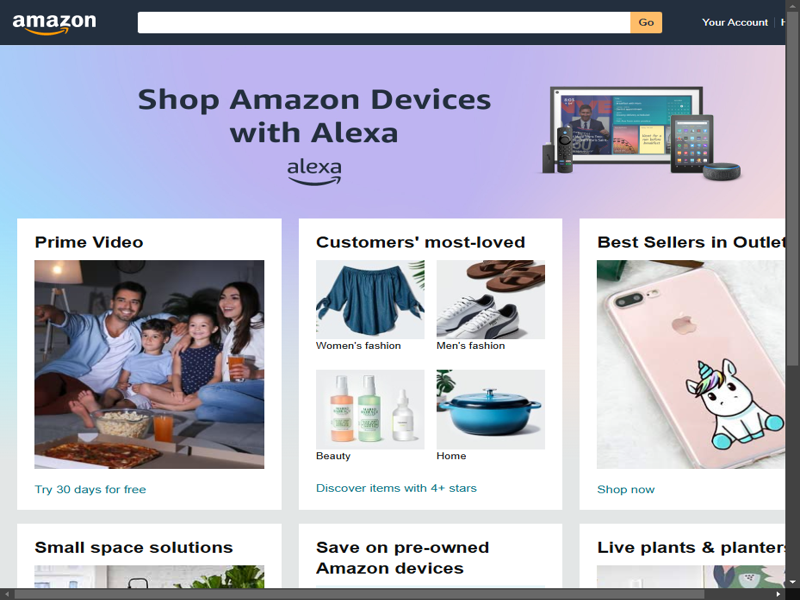 amazon
Go
Your Account
Shop Amazon Devices
with Alexa
alexa
Prime Video
Try 30 days for free
Customers' most-loved
Women's fashion
Men's fashion
Beauty
Home
Discover items with 4+ stars
Best Sellers in Outlet
Shop now
Small space solutions
Save on pre-owned
Amazon devices
Live plants & planters